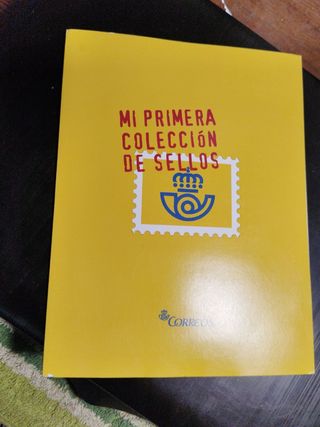 MI PRIMERA
COLECCIÓN
DE SELLOS
CORREOS